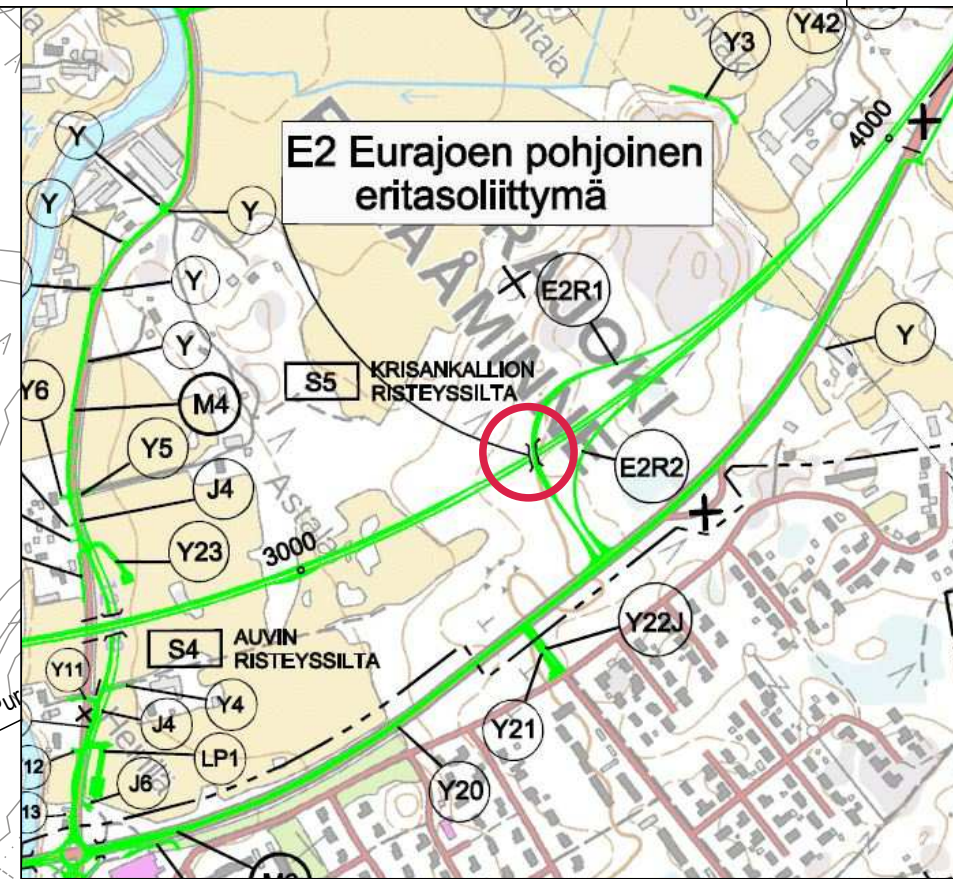 Y3
Y42
4000
Y
E2 Eurajoen pohjoinen
eritasoliittymä
Y
Y
Y
E2R1
Y
Y
S5
KRISANKALLION
RISTEYSSILTA
Y6
M4
Y5
E2R2
J4
Astala
Y23
3000
Y22J
S4
AUVIN
RISTEYSSILTA
Y11
Y4
J4
Y21
LP1
12
J6
Y20
13